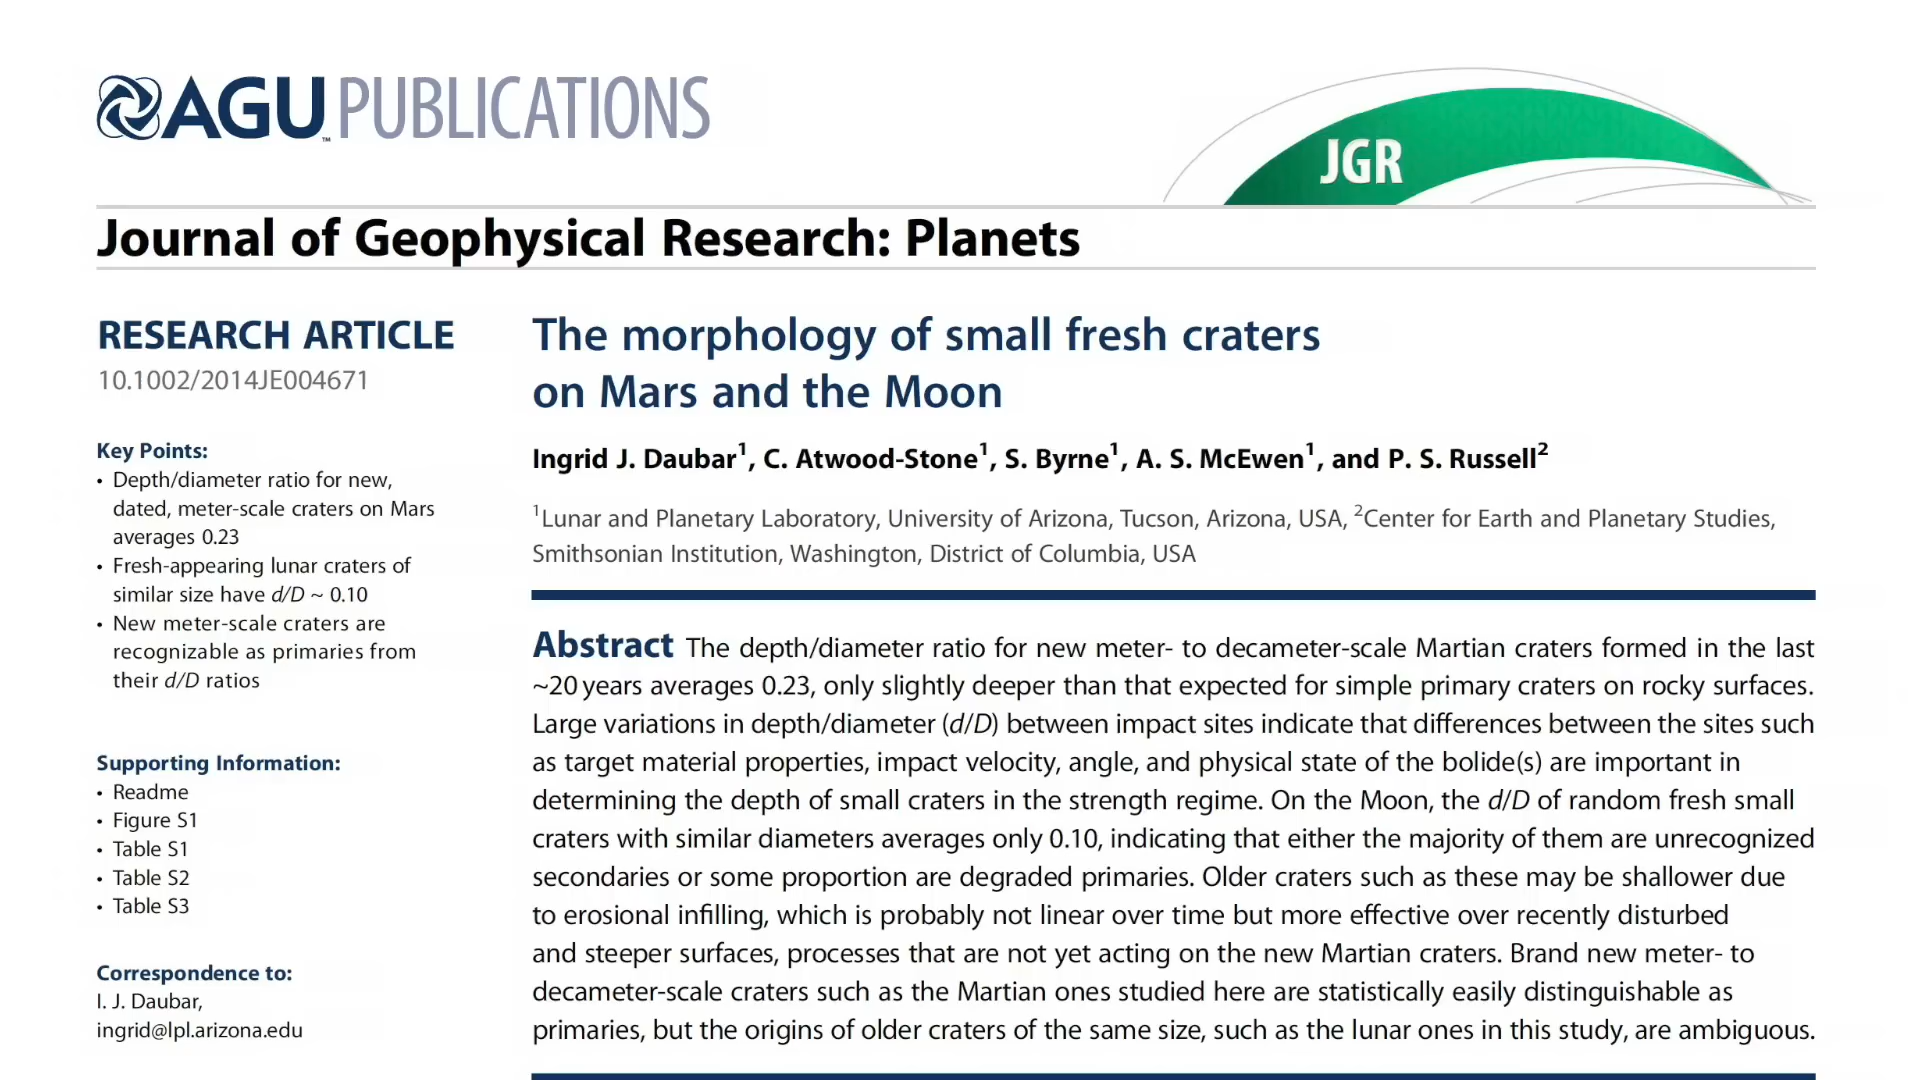 AGU PUBLICATIONS
™
JGR
Journal of Geophysical Research: Planets
RESEARCH ARTICLE
10.1002/2014JE004671
Key Points:
• Depth/diameter ratio for new,
dated, meter-scale craters on Mars
averages 0.23
• Fresh-appearing lunar craters of
similar size have d/D ~ 0.10
• New meter-scale craters are
recognizable as primaries from
their d/D ratios
Supporting Information:
• Readme
• Figure S1
• Table S1
• Table S2
• Table S3
Correspondence to:
I. J. Daubar,
ingrid@lpl.arizona.edu
The morphology of small fresh craters
on Mars and the Moon
Ingrid J. Daubar1, C. Atwood-Stone1, S. Byrne1, A. S. McEwen1, and P. S. Russell2
1Lunar and Planetary Laboratory, University of Arizona, Tucson, Arizona, USA, 2Center for Earth and Planetary Studies,
Smithsonian Institution, Washington, District of Columbia, USA
Abstract The depth/diameter ratio for new meter- to decameter-scale Martian craters formed in the last
~20 years averages 0.23, only slightly deeper than that expected for simple primary craters on rocky surfaces.
Large variations in depth/diameter (d/D) between impact sites indicate that differences between the sites such
as target material properties, impact velocity, angle, and physical state of the bolide(s) are important in
determining the depth of small craters in the strength regime. On the Moon, the d/D of random fresh small
craters with similar diameters averages only 0.10, indicating that either the majority of them are unrecognized
secondaries or some proportion are degraded primaries. Older craters such as these may be shallower due
to erosional infilling, which is probably not linear over time but more effective over recently disturbed
and steeper surfaces, processes that are not yet acting on the new Martian craters. Brand new meter- to
decameter-scale craters such as the Martian ones studied here are statistically easily distinguishable as
primaries, but the origins of older craters of the same size, such as the lunar ones in this study, are ambiguous.